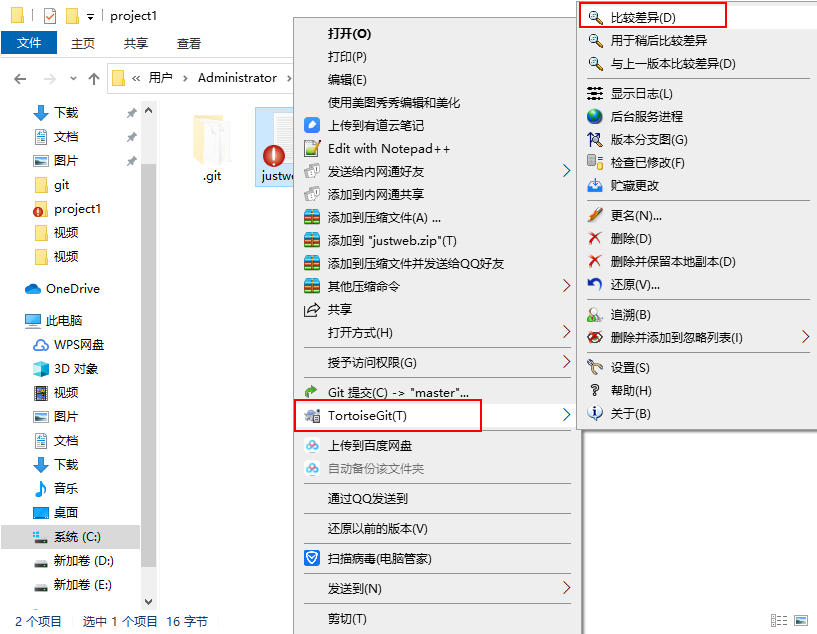 project1
文件 主页 共享 查看
« 用户 › Administrator ›
下载
文档
图片
git
project1
视频
视频
OneDrive
此电脑
WPS网盘
3D 对象
视频
图片
文档
下载
音乐
桌面
系统 (C:)
新加卷 (D:)
新加卷 (E:)
2 个项目 选中 1 个项目 16 字节
.git
justwe
打开(O)
打印(P)
编辑(E)
使用美图秀秀编辑和美化
上传到有道云笔记
Edit with Notepad++
发送给内网通好友
添加到内网通共享
添加到压缩文件(A) ...
添加到 "justweb.zip"(T)
添加到压缩文件并发送给QQ好友
其他压缩命令
共享
打开方式(H)
授予访问权限(G)
Git 提交(C) -> "master"...
TortoiseGit(T)
上传到百度网盘
自动备份该文件夹
通过QQ发送到
还原以前的版本(V)
扫描病毒(电脑管家)
发送到(N)
剪切(T)
比较差异(D)
用于稍后比较差异
与上一版本比较差异(D)
显示日志(L)
后台服务进程
版本分支图(G)
检查已修改(F)
贮藏更改
更名(N)...
删除(D)
删除并保留本地副本(D)
还原(V)...
追溯(B)
删除并添加到忽略列表(I)
设置(S)
帮助(H)
关于(B)